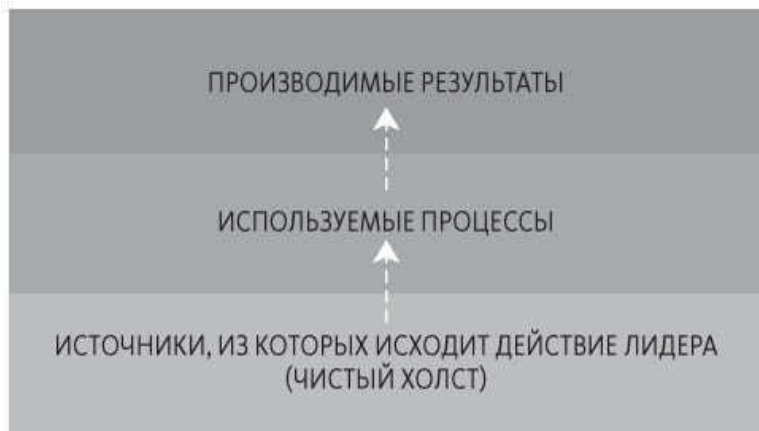 ПРОИЗВОДИМЫЕ РЕЗУЛЬТАТЫ
ИСПОЛЬЗУЕМЫЕ ПРОЦЕССЫ
ИСТОЧНИКИ, ИЗ КОТОРЫХ ИСХОДИТ ДЕЙСТВИЕ ЛИДЕРА
(ЧИСТЫЙ ХОЛСТ)